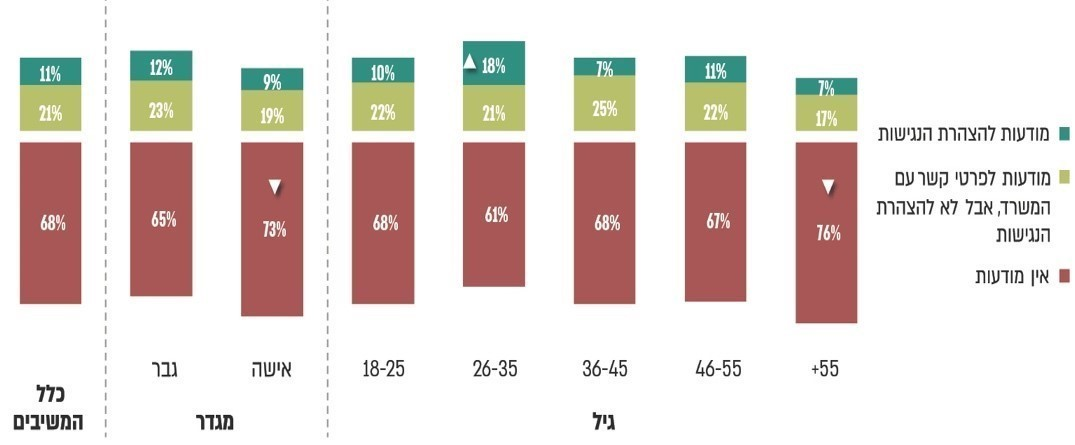 11% 12% 9% 10% 18% 7% 11% 7%
21% 23% 19% 22% 21% 25% 22% 17%
68% 65% 73% 68% 61% 68% 67% 76%
מודעות להצהרת הנגישות
מודעות לפרטי קשר עם
המשרד, אבל לא להצהרת
הנגישות
אין מודעות
גבר אישה 18-25 26-35 36-45 46-55 55+
כלל
המשיבים
מגדר
גיל